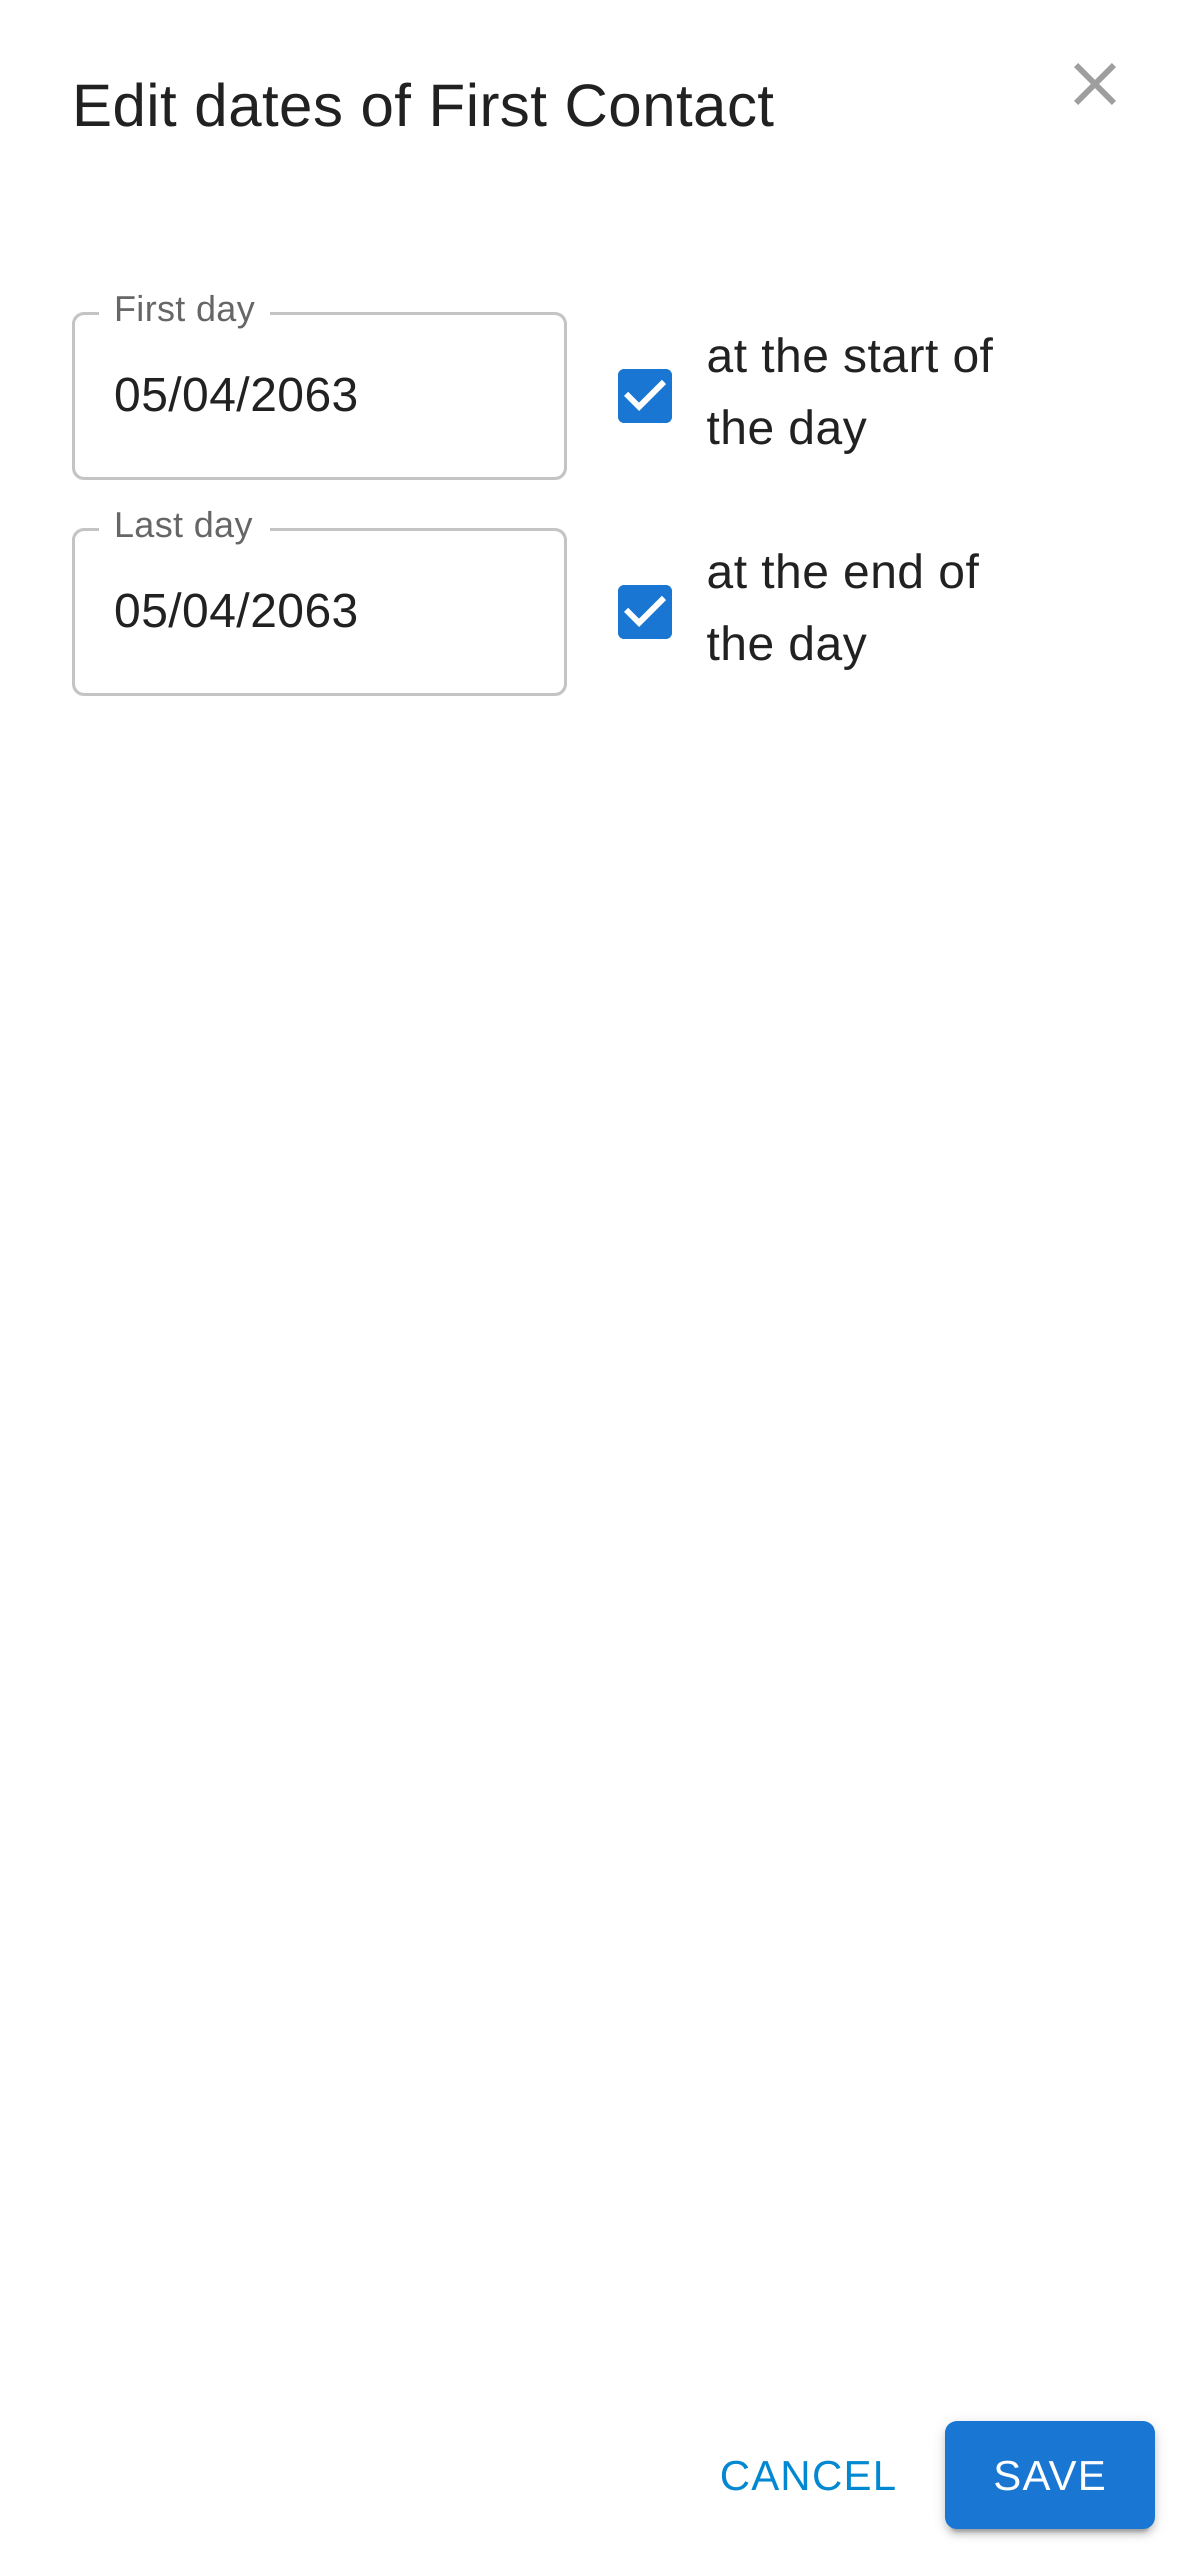 Edit dates of First Contact
First day
05/04/2063
at the start of
the day
Last day
05/04/2063
at the end of
the day
CANCEL
SAVE